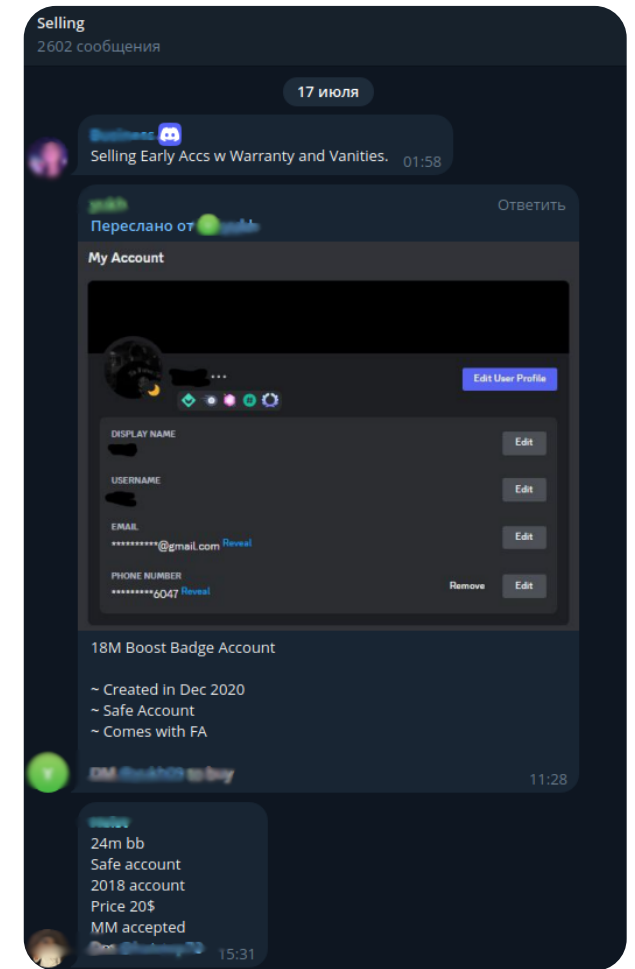 Selling
2602 сообщения
17 июля
Selling Early Accs w Warranty and Vanities. 01:58
Ответить
Переслано от
My Account
Edit User Profile
DISPLAY NAME
Edit
USERNAME
Edit
EMAIL
**********@gmail.com Reveal
Edit
PHONE NUMBER
*********6047 Reveal
Remove Edit
18M Boost Badge Account
~ Created in Dec 2020
~ Safe Account
~ Comes with FA
DM to buy
11:28
24m bb
Safe account
2018 account
Price 20$
MM accepted
15:31